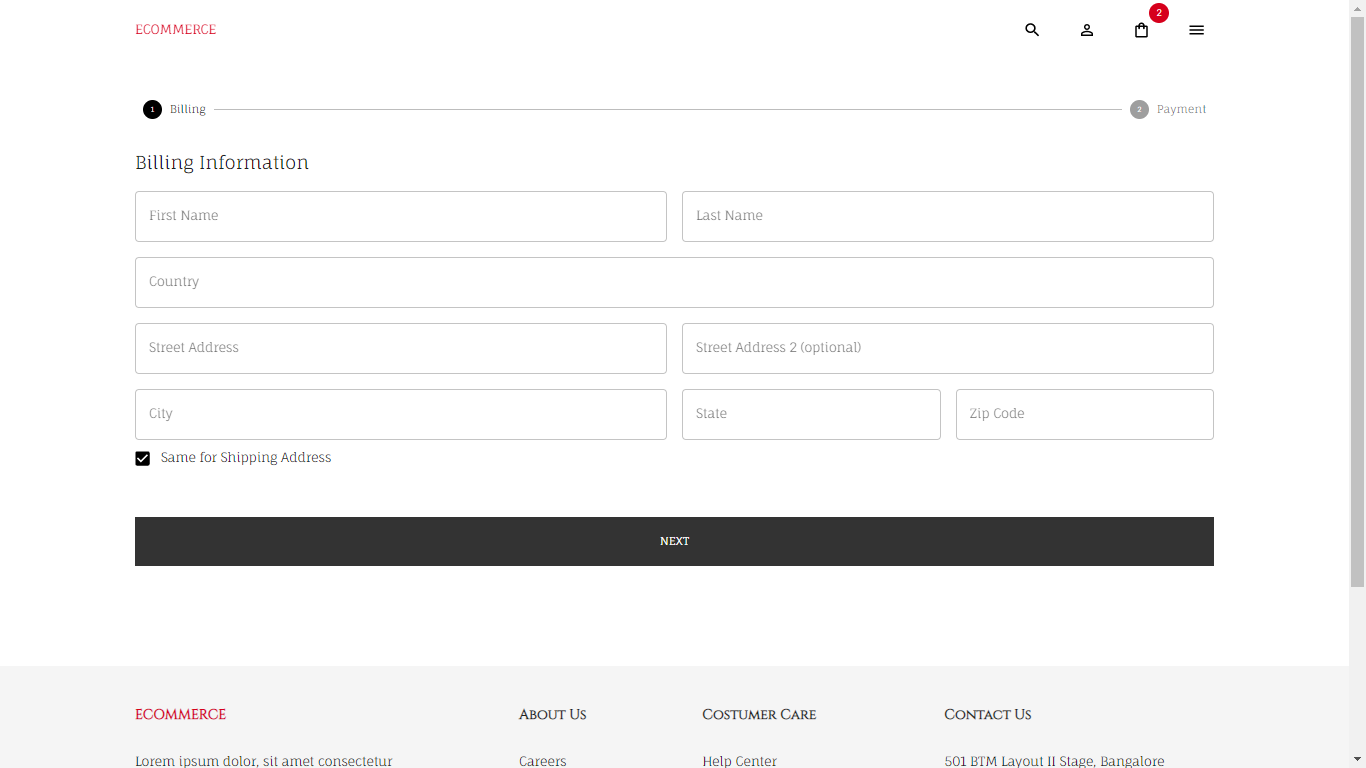 ECOMMERCE
2
1 Billing 2 Payment
Billing Information
First Name Last Name
Country
Street Address Street Address 2 (optional)
City State Zip Code
Same for Shipping Address
NEXT
ECOMMERCE About Us Costumer Care Contact Us
Lorem ipsum dolor, sit amet consectetur Careers Help Center 501 BTM Layout II Stage, Bangalore